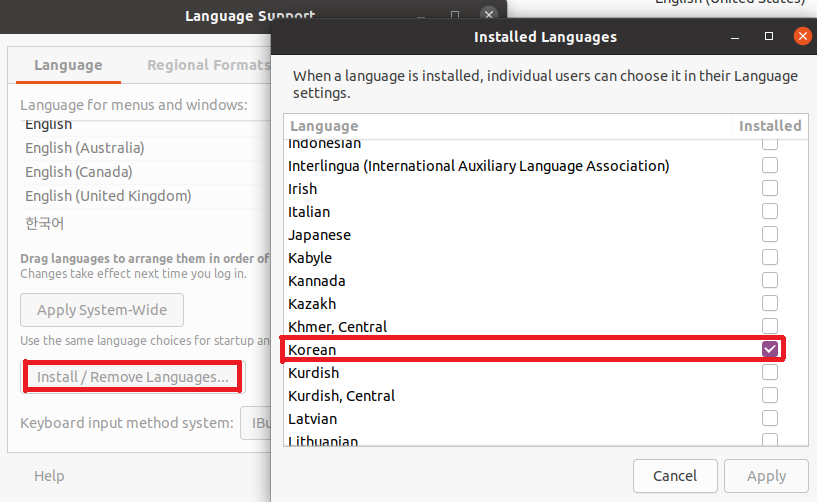 English (United States)
Language Support
Installed Languages
Language
Regional Formats
Language for menus and windows:
English
English (Australia)
English (Canada)
English (United Kingdom)
한국어
Drag languages to arrange them in order of
Changes take effect next time you log in.
Apply System-Wide
Use the same language choices for startup
Install / Remove Languages...
Keyboard input method system:
Help
When a language is installed, individual users can choose it in their Language
settings.
Language Installed
Indonesian
Interlingua (International Auxiliary Language Association)
Irish
Italian
Japanese
Kabyle
Kannada
Kazakh
Khmer, Central
Korean
Kurdish
Kurdish, Central
Latvian
Lithuanian
Cancel
Apply